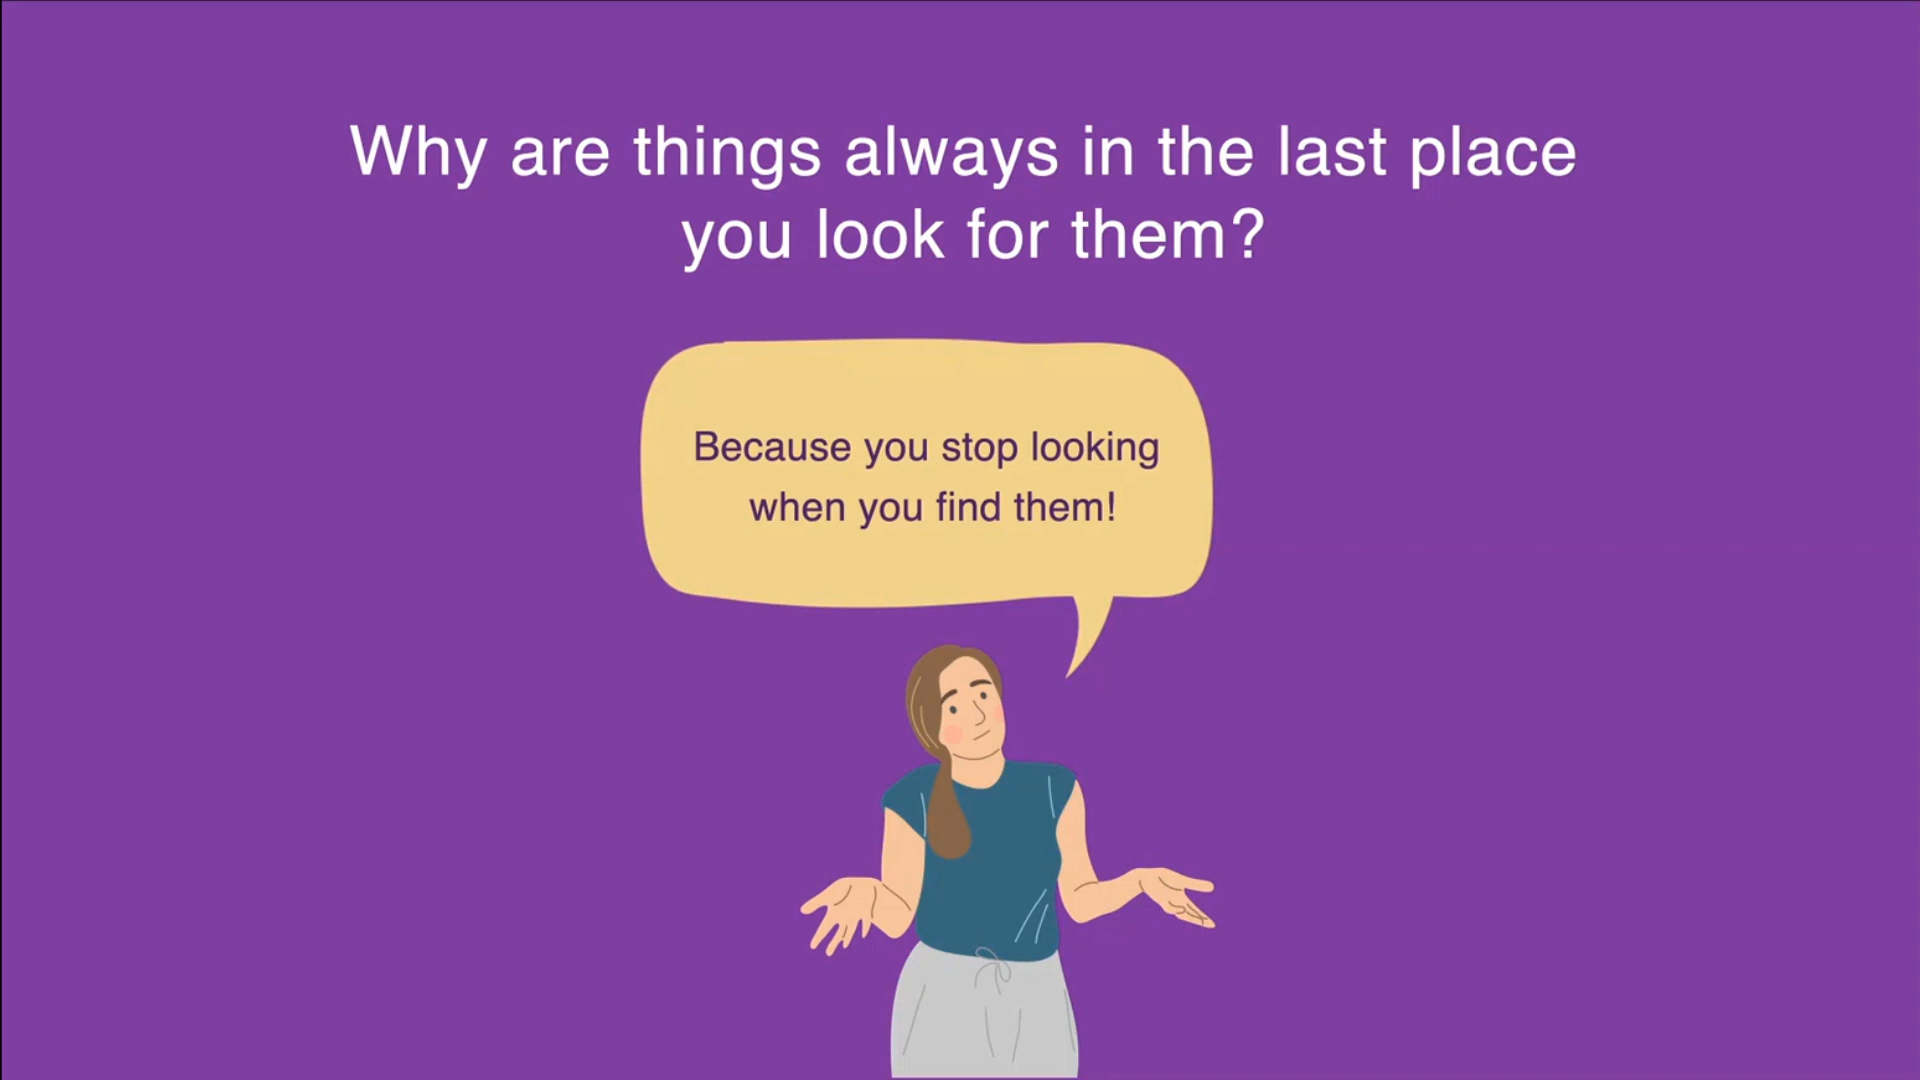 Why are things always in the last place
you look for them?
Because you stop looking
when you find them!